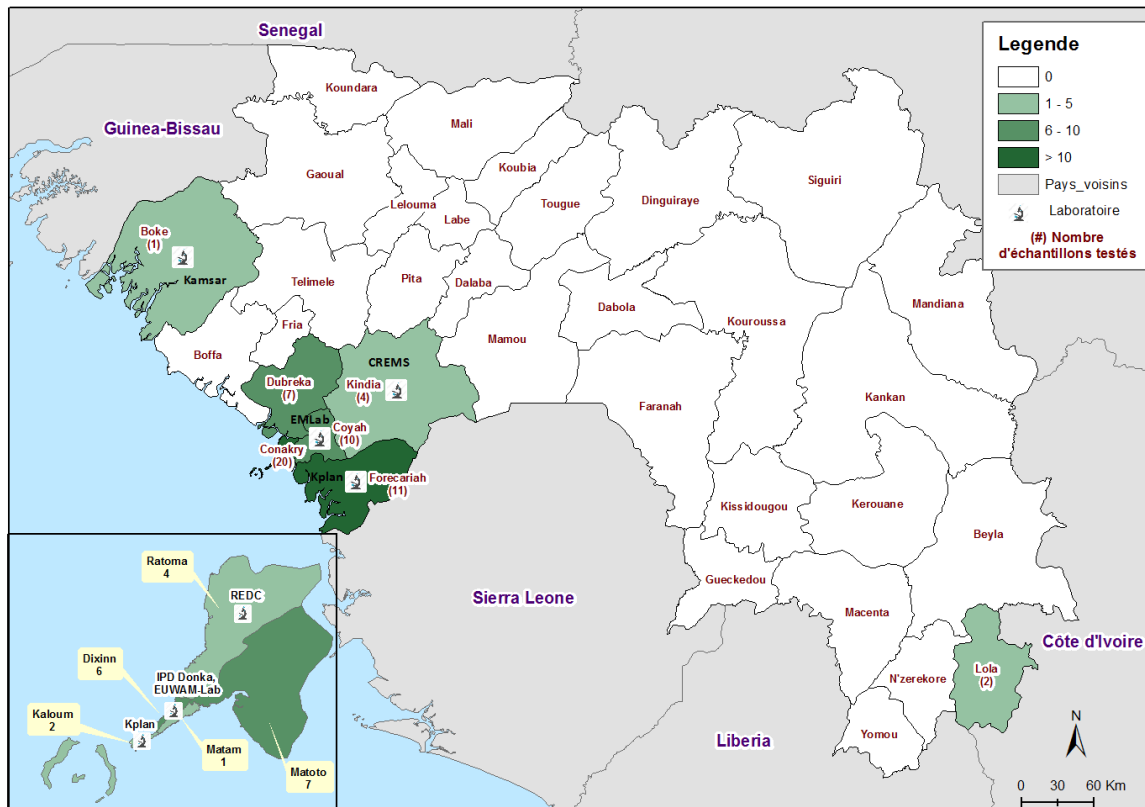 Senegal
Guinea-Bissau
Koundara
Mali
Gaoual
Koubia
Lelouma
Labe
Tougue
Dinguiraye
Siguiri
Boke
(1)
Kamsar
Telimele
Pita
Dalaba
Fria
Boffa
Mamou
Dabola
Kouroussa
Mandiana
CREMS
Dubreka
(7)
Kindia
(4)
EMLab
Coyah
(10)
Conakry
(20)
Kplan
Forecariah
(11)
Faranah
Kankan
Kissidougou
Kerouane
Beyla
Gueckedou
Macenta
Sierra Leone
Côte d'Ivoire
Lola
(2)
N'zerekore
Yomou
Liberia
Legende
0
1 - 5
6 - 10
> 10
Pays_voisins
Laboratoire
(#) Nombre
d'échantillons testés
Ratoma
4
REDC
Dixinn
6
IPD Donka,
EUWAM-Lab
Kaloum
2
Kplan
Matam
1
Matoto
7
N
0 30 60 Km